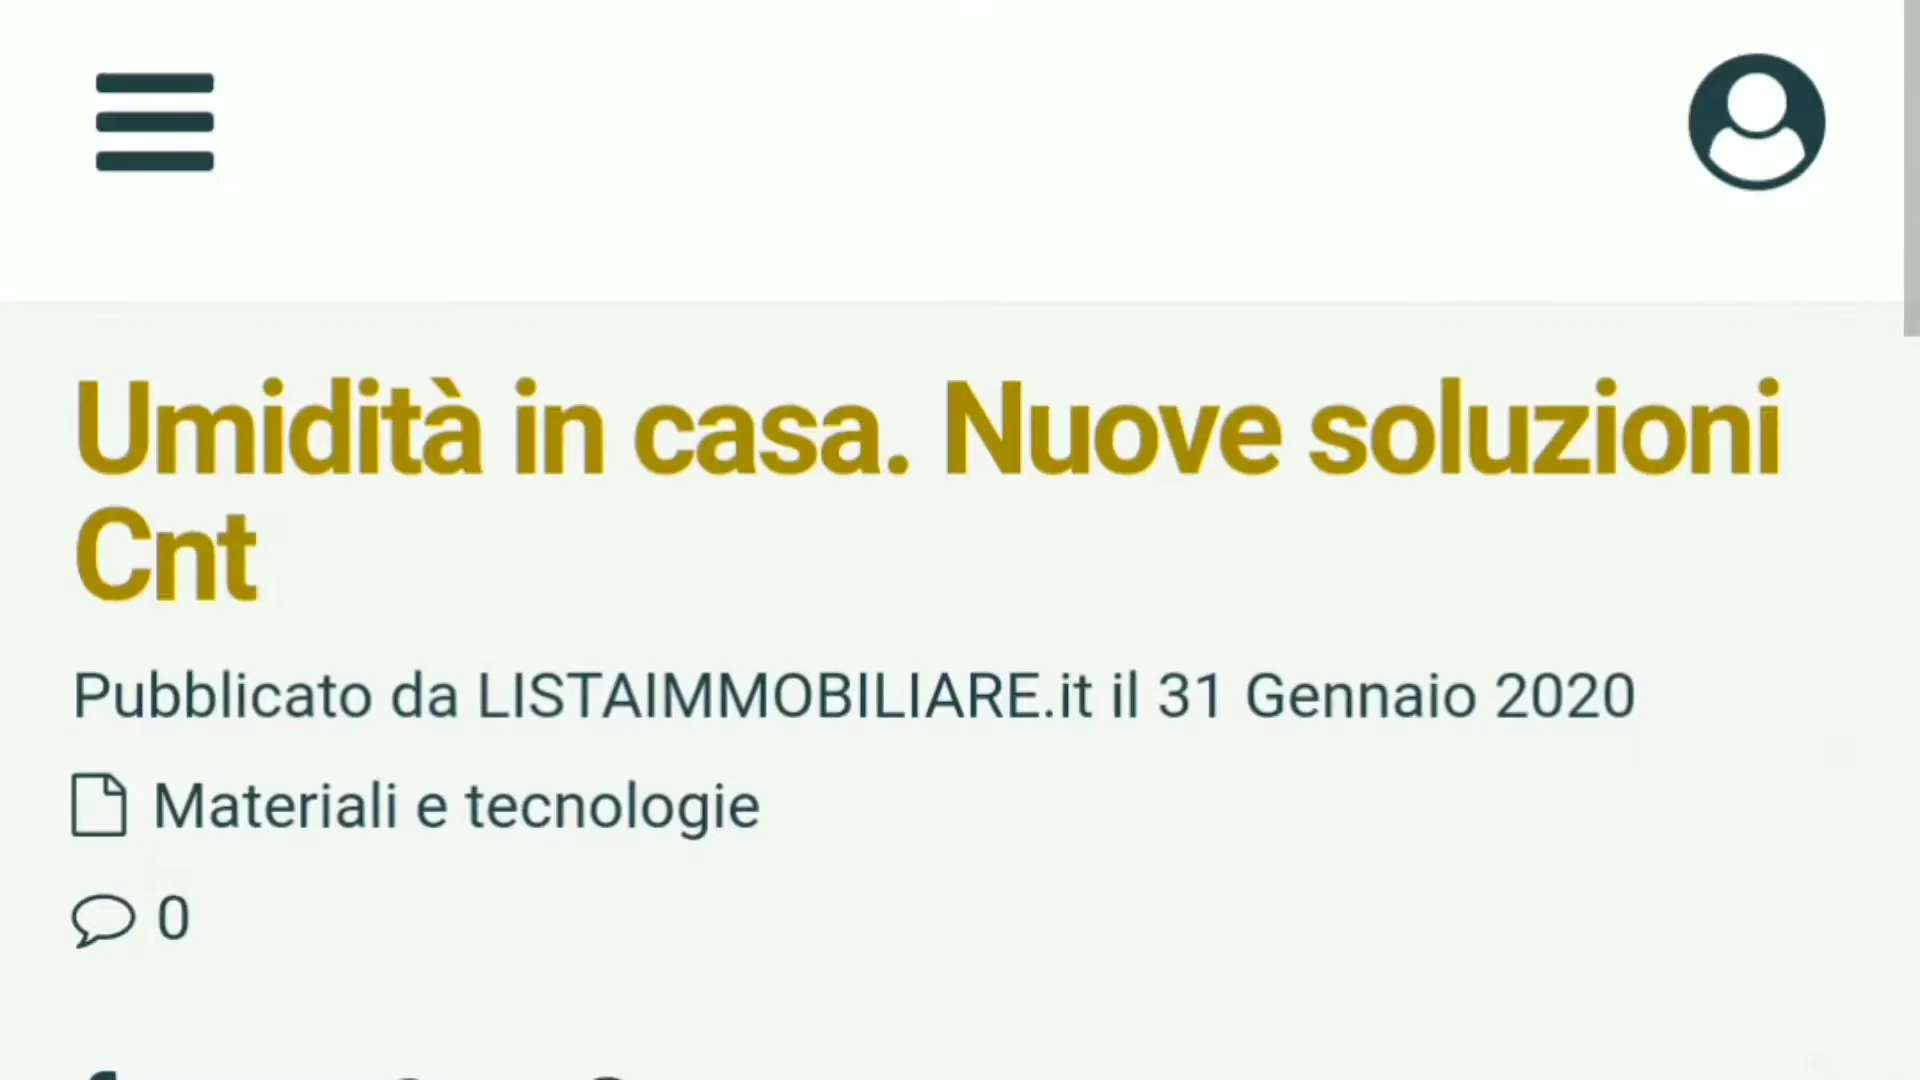 Umidità in casa. Nuove soluzioni
Cnt
Pubblicato da LISTAIMMOBILIARE.it il 31 Gennaio 2020
Materiali e tecnologie
0